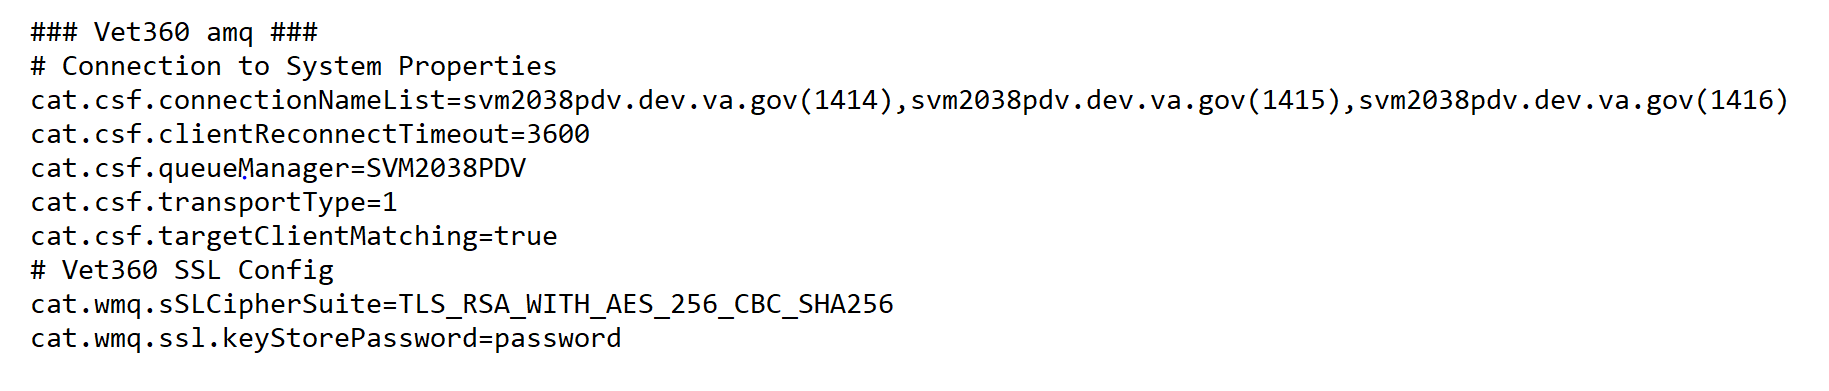 ### Vet360 amq ###
# Connection to System Properties
cat.csf.connectionNameList=svm2038pdv.dev.va.gov(1414),svm2038pdv.dev.va.gov(1415),svm2038pdv.dev.va.gov(1416)
cat.csf.clientReconnectTimeout=3600
cat.csf.queueManager=SVM2038PDV
cat.csf.transportType=1
cat.csf.targetClientMatching=true
# Vet360 SSL Config
cat.wmq.sSLCipherSuite=TLS_RSA_WITH_AES_256_CBC_SHA256
cat.wmq.ssl.keyStorePassword=password